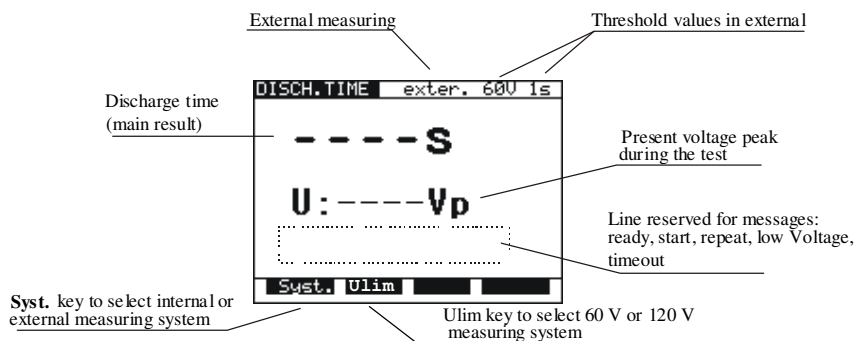 External measuring
Threshold values in external
DISCH.TIME exter. 60V 1s
Discharge time
(main result)
----S
Present voltage peak
during the test
U:----Vp
Line reserved for messages:
ready, start, repeat, low Voltage,
timeout
Syst. Ulim
Syst. key to select internal or
external measuring system
Ulim key to select 60 V or 120 V
measuring system